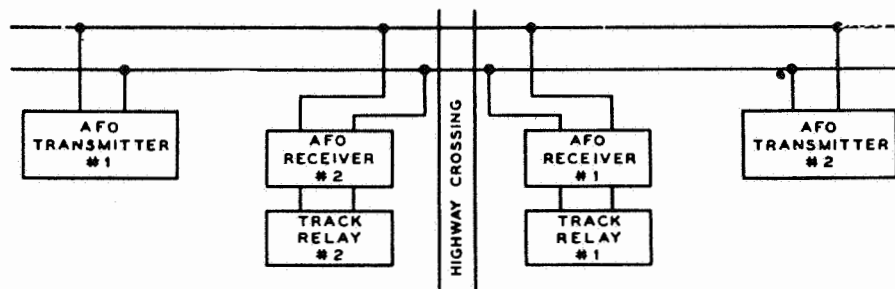 AFO
TRANSMITTER
#1
AFO
RECEIVER
#2
TRACK
RELAY
#2
HIGHWAY CROSSING
AFO
RECEIVER
#1
TRACK
RELAY
#1
AFO
TRANSMITTER
#2